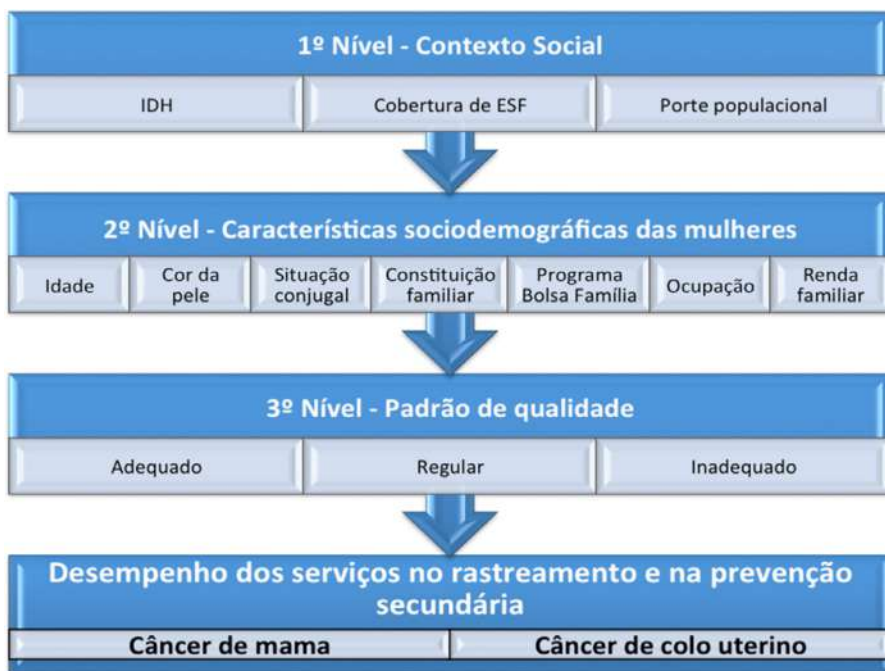 1º Nível - Contexto Social
IDH
Cobertura de ESF
Porte populacional
2º Nível - Características sociodemográficas das mulheres
Idade
Cor da
pele
Situação
conjugal
Constituição
familiar
Programa
Bolsa Família
Ocupação
Renda
familiar
3º Nível - Padrão de qualidade
Adequado
Regular
Inadequado
Desempenho dos serviços no rastreamento e na prevenção
secundária
Câncer de mama
Câncer de colo uterino